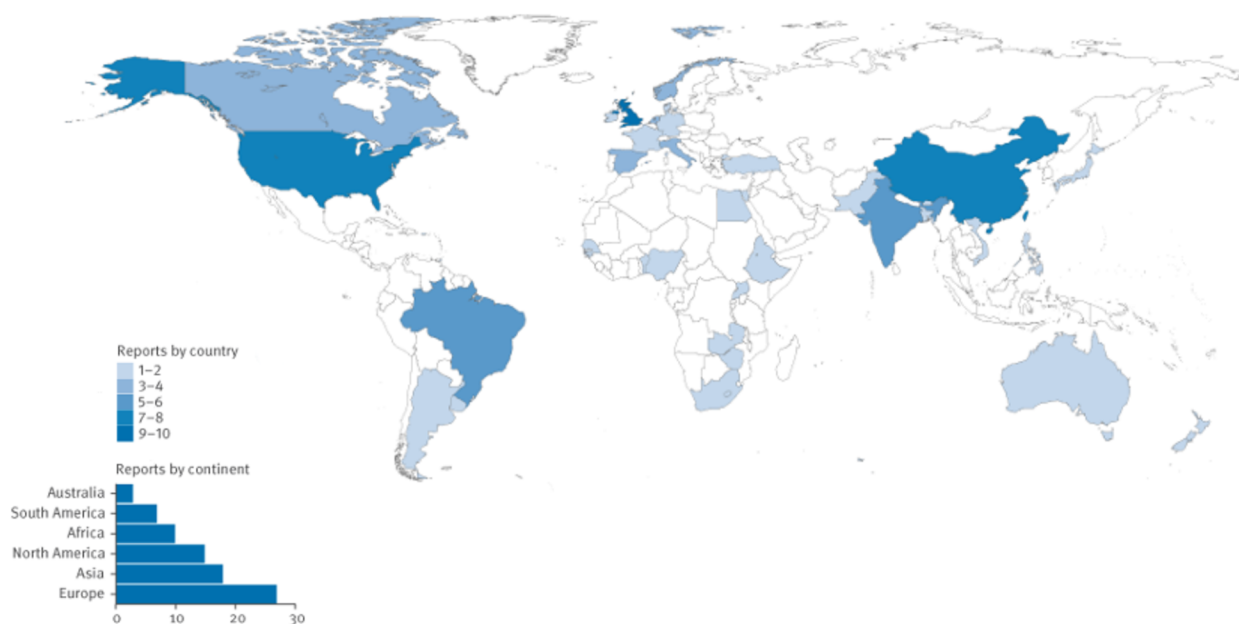 Reports by country
1–2
3–4
5–6
7–8
9–10
Reports by continent
Australia
South America
Africa
North America
Asia
Europe
0 10 20 30